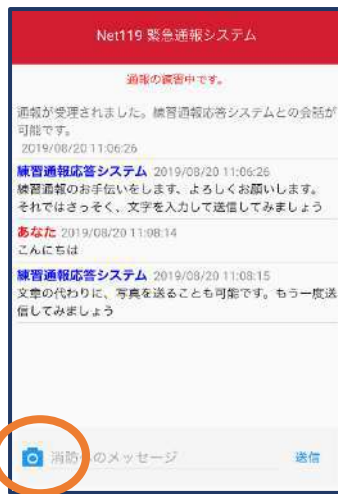 Net119 緊急通報システム
通報の練習中です。
通報が受理されました。練習通報応答システムとの会話が
可能です。
2019/08/20 11:06:26
練習通報応答システム 2019/08/20 11:06:26
練習通報のお手伝いをします、よろしくお願いします。
それではさっそく、文字を入力して送信してみましょう
あなた 2019/08/20 11:08:14
こんにちは
練習通報応答システム 2019/08/20 11:08:15
文章の代わりに、写真を送ることも可能です。もう一度送
信してみましょう
消防へのメッセージ 送信